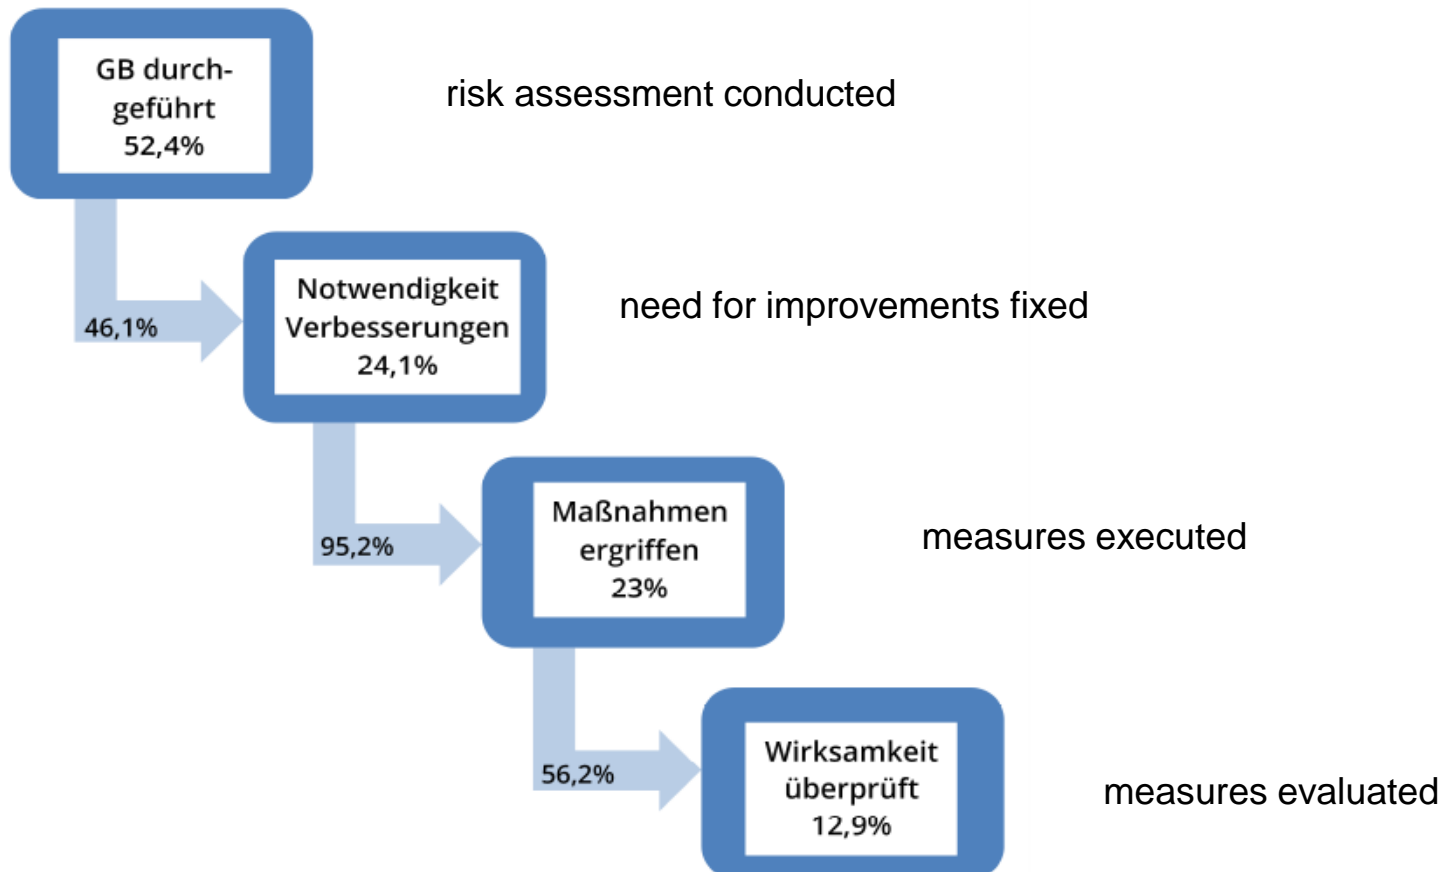 GB durch-
geführt
52,4%
risk assessment conducted
46,1%
Notwendigkeit
Verbesserungen
24,1%
need for improvements fixed
95,2%
Maßnahmen
ergriffen
23%
measures executed
56,2%
Wirksamkeit
überprüft
12,9%
measures evaluated